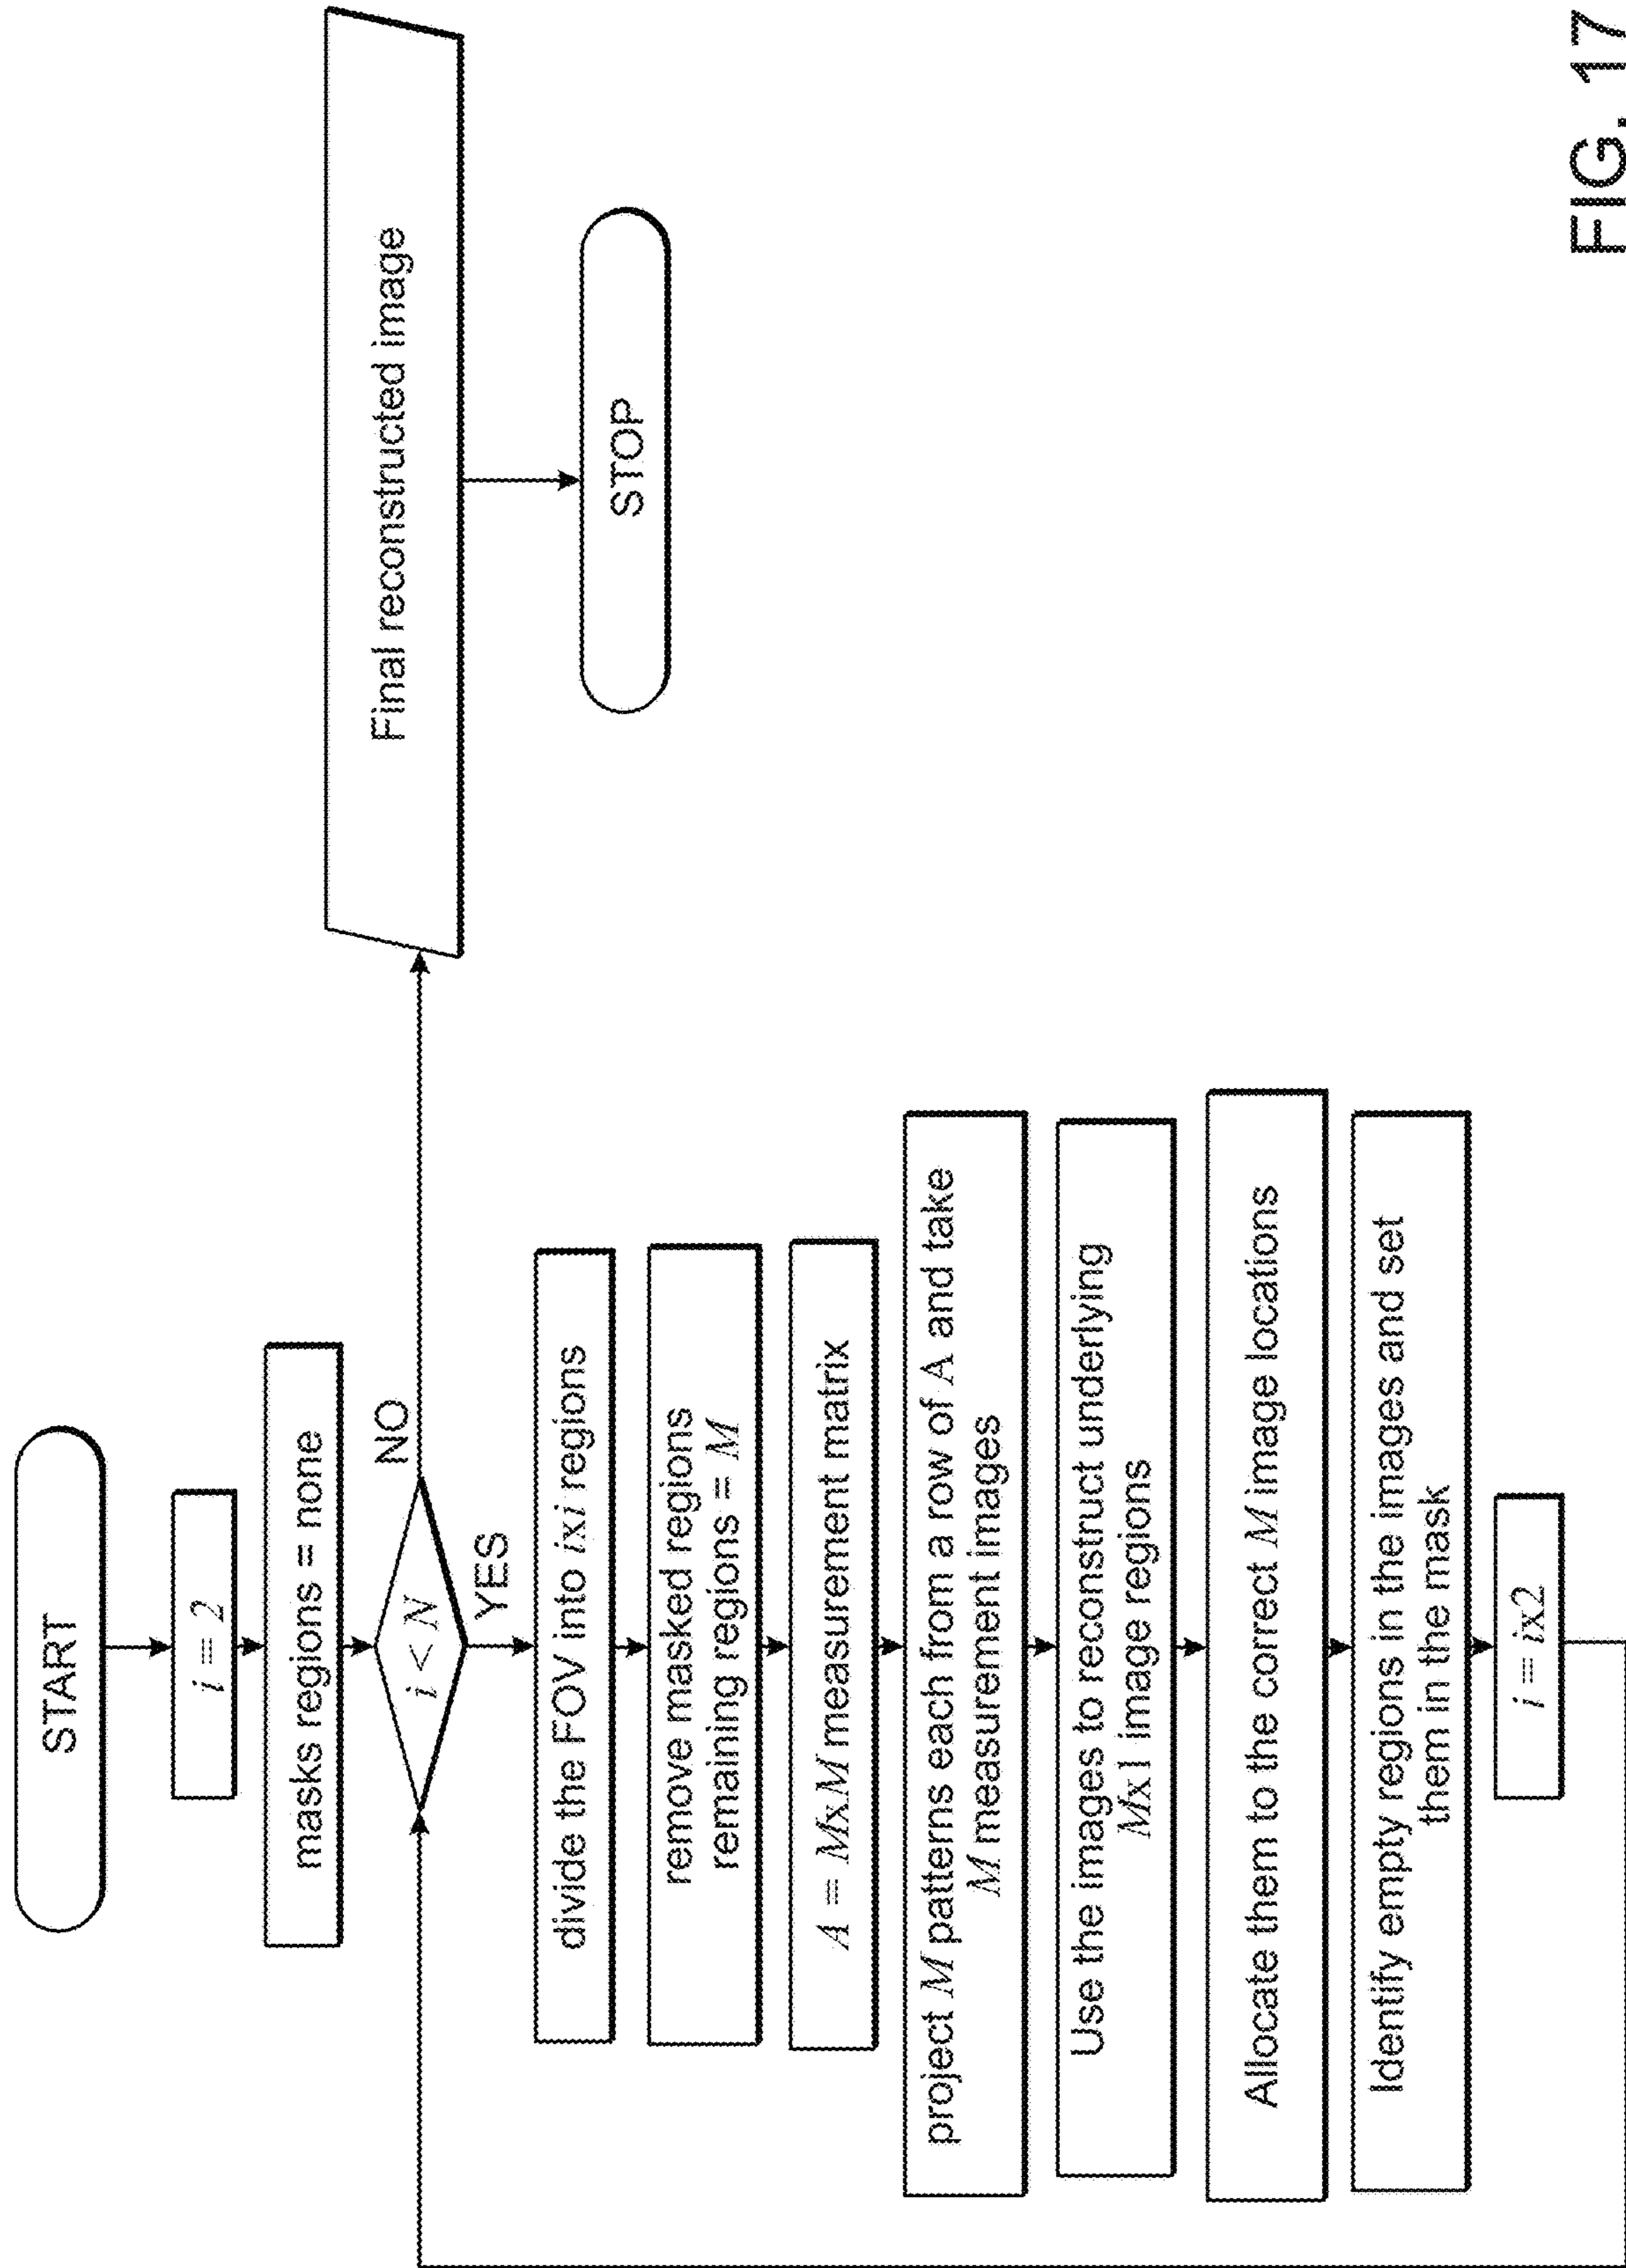 START
i = 2
masks regions = none
i < N
NO
YES
divide the FOV into ixi regions
remove masked regions
remaining regions = M
A = MxM measurement matrix
project M patterns each from a row of A and take
M measurement images
Use the images to reconstruct underlying
Mx1 image regions
Allocate them to the correct M image locations
Identify empty regions in the images and set
them in the mask
i = ix2
Final reconstructed image
STOP
FIG. 17